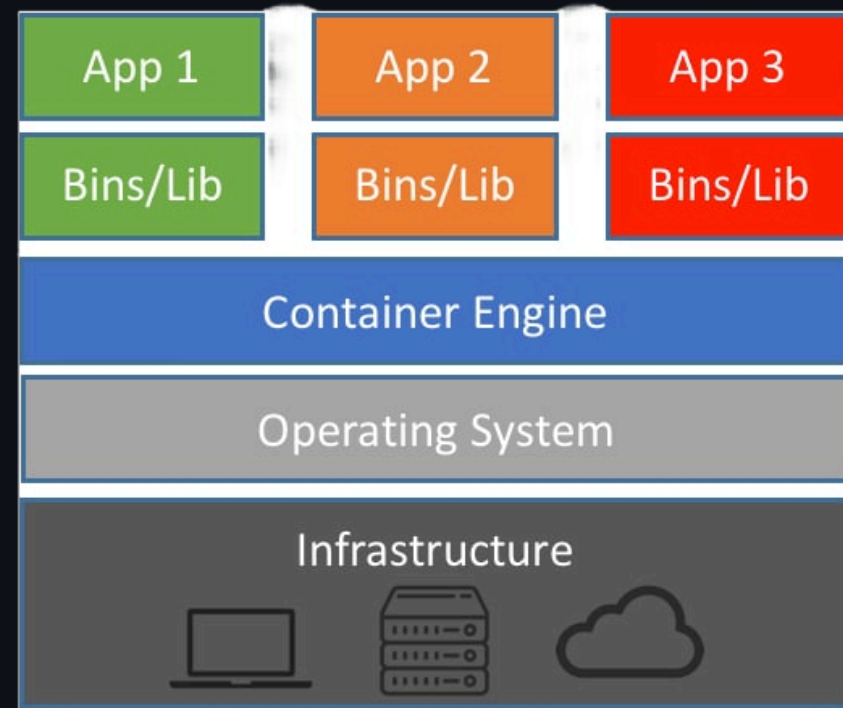 App 1
App 2
App 3
Bins/Lib
Bins/Lib
Bins/Lib
Container Engine
Operating System
Infrastructure